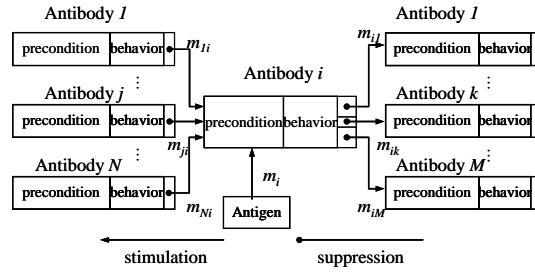 Antibody 1
precondition behavior
m1i
⋮
Antibody j
precondition behavior
mji
⋮
Antibody N
precondition behavior
mNi
Antibody i
precondition behavior
mi
Antigen
Antibody 1
precondition behavior
mi1
⋮
Antibody k
precondition behavior
mik
⋮
Antibody M
precondition behavior
miM
stimulation
suppression